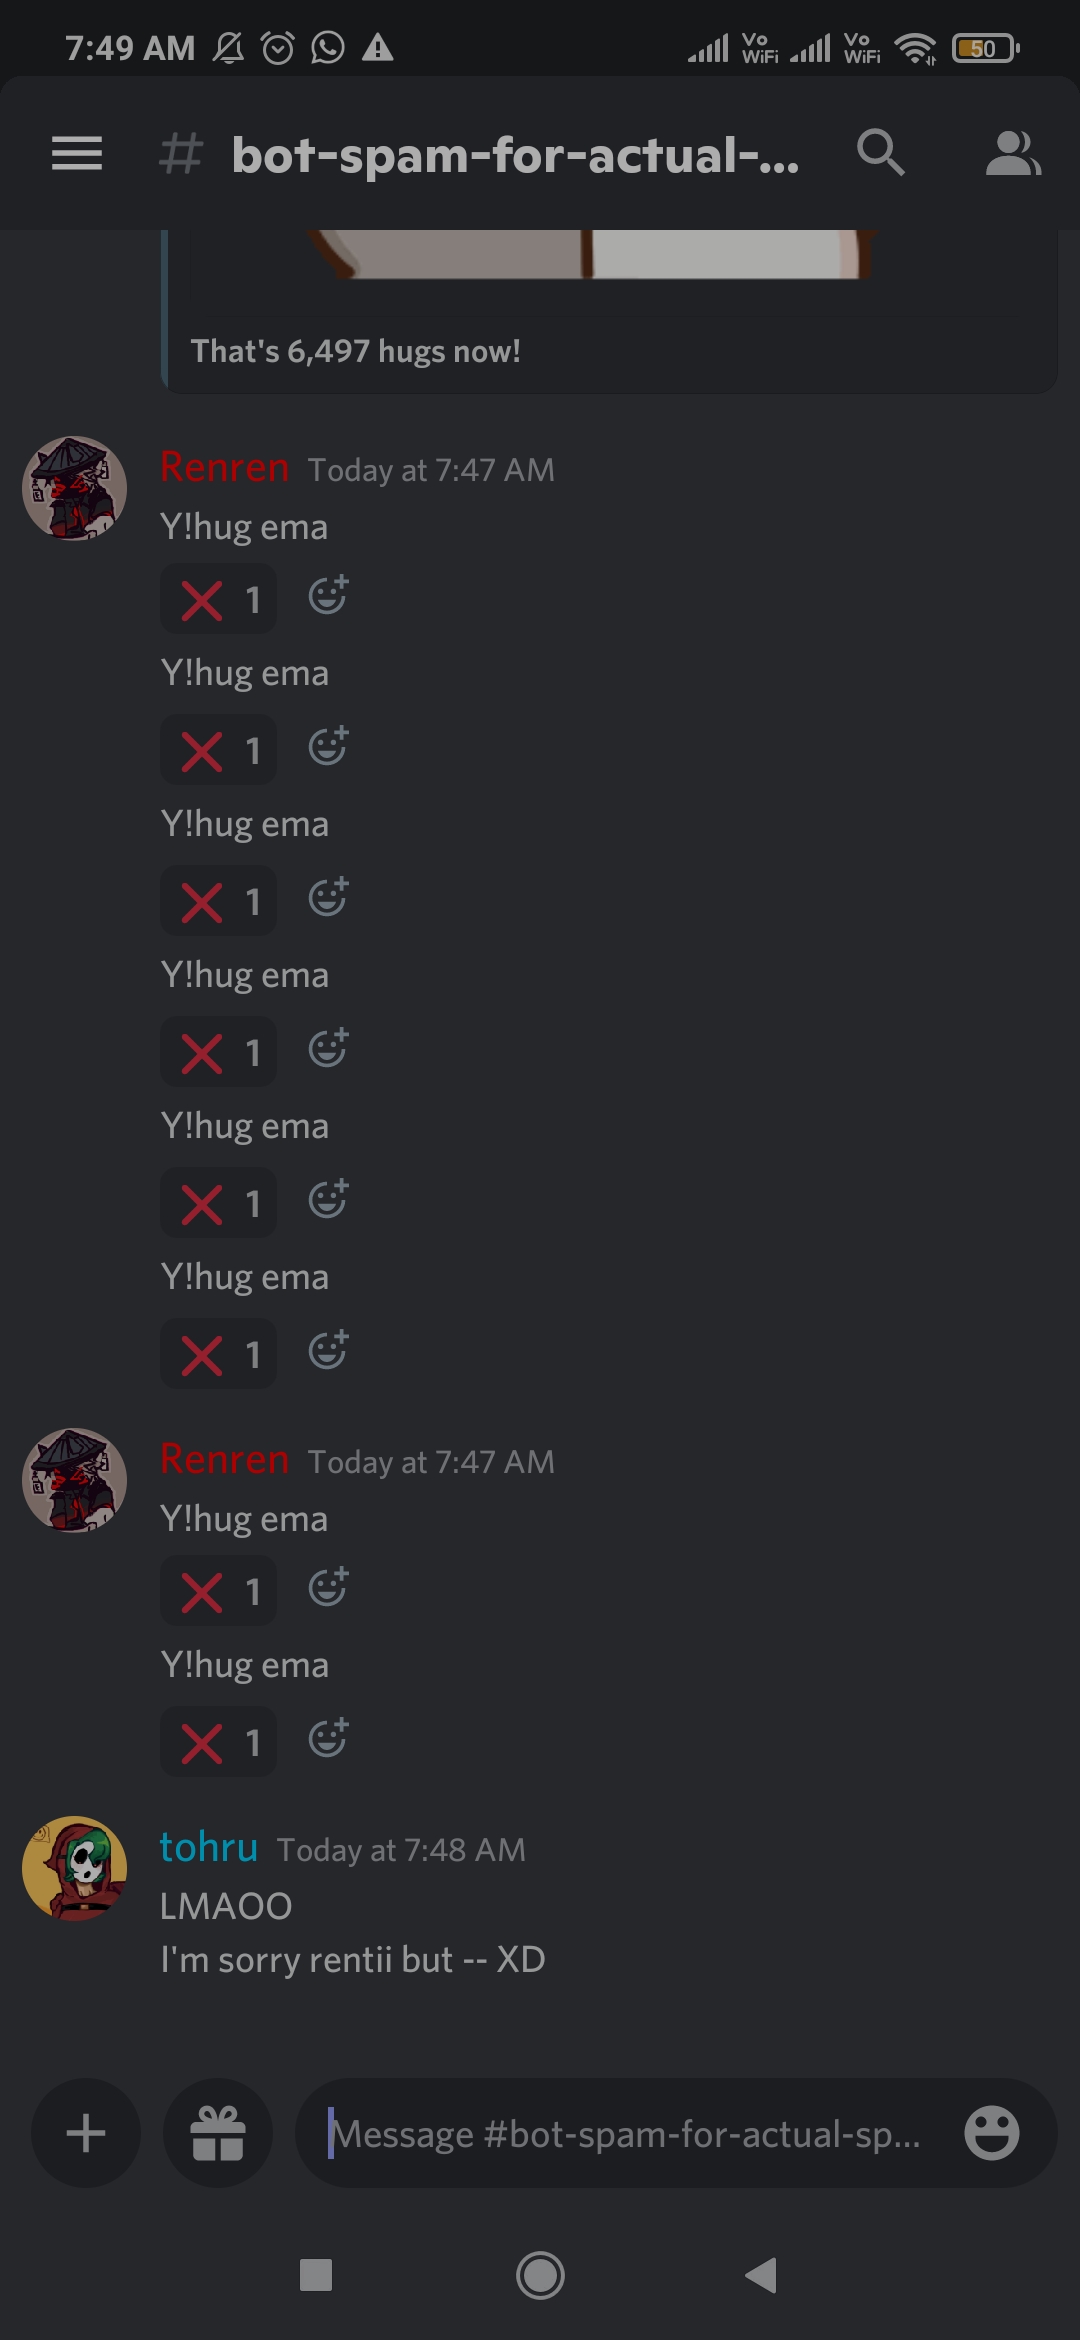 7:49 AM Vo WiFi Vo WiFi 50
# bot-spam-for-actual-...
That's 6,497 hugs now!
Renren Today at 7:47 AM
Y!hug ema
1
Y!hug ema
1
Y!hug ema
1
Y!hug ema
1
Y!hug ema
1
Y!hug ema
1
Renren Today at 7:47 AM
Y!hug ema
1
Y!hug ema
1
tohru Today at 7:48 AM
LMAOO
I'm sorry rentii but -- XD
Message #bot-spam-for-actual-sp...